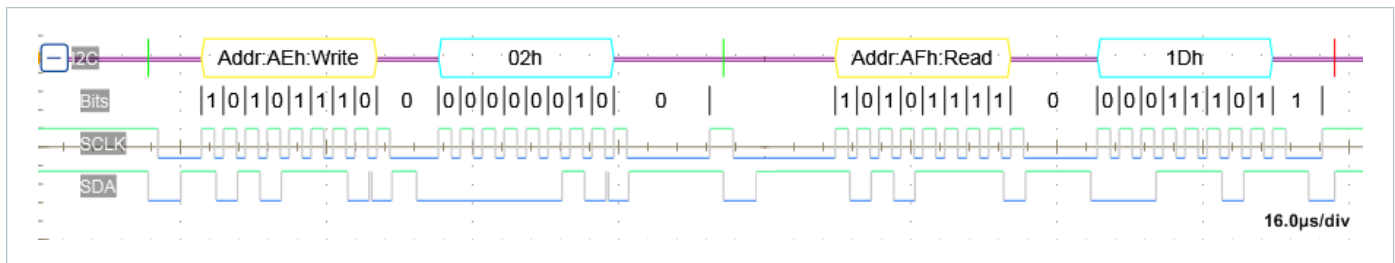 I2C Addr:AEh:Write 02h Addr:AFh:Read 1Dh
Bits 1 0 1 0 1 1 1 0 0 0 0 0 0 0 0 1 0 0 1 0 1 0 1 1 1 1 0 0 0 0 1 1 1 0 1 1
SCLK
SDA
16.0µs/div